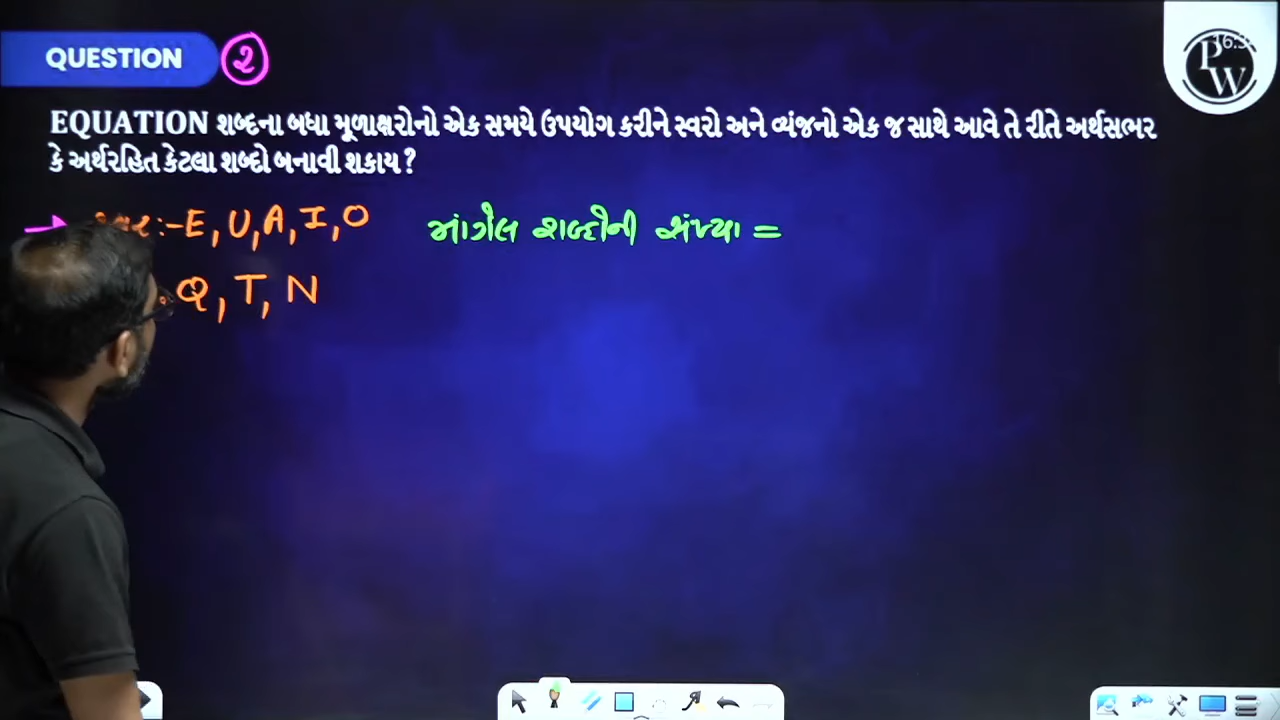 QUESTION ૨
EQUATION શબ્દના બધા મૂળાક્ષરોનો એક સમયે ઉપયોગ કરીને સ્વરો અને વ્યંજનો એક જ સાથે આવે તે રીતે અર્થસભર
કે અર્થરહિત કેટલા શબ્દો બનાવી શકાય ?
:- E, U, A, I, O
માંગેલ શબ્દોની સંખ્યા =
Q, T, N
PW